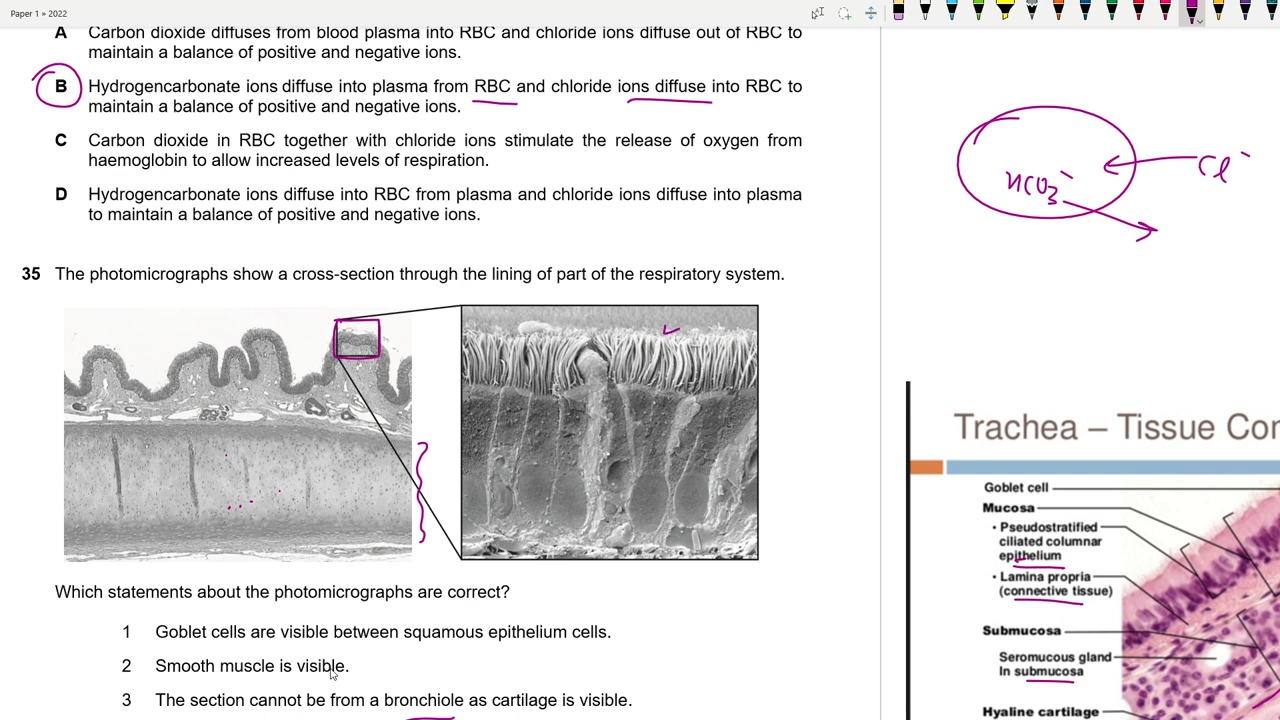 Paper 1 » 2022
A Carbon dioxide diffuses from blood plasma into RBC and chloride ions diffuse out of RBC to
maintain a balance of positive and negative ions.
B Hydrogencarbonate ions diffuse into plasma from RBC and chloride ions diffuse into RBC to
maintain a balance of positive and negative ions.
C Carbon dioxide in RBC together with chloride ions stimulate the release of oxygen from
haemoglobin to allow increased levels of respiration.
D Hydrogencarbonate ions diffuse into RBC from plasma and chloride ions diffuse into plasma
to maintain a balance of positive and negative ions.
HCO3-
Cl-
35 The photomicrographs show a cross-section through the lining of part of the respiratory system.
Which statements about the photomicrographs are correct?
1 Goblet cells are visible between squamous epithelium cells.
2 Smooth muscle is visible.
3 The section cannot be from a bronchiole as cartilage is visible.
Trachea – Tissue Cor
Goblet cell
Mucosa
• Pseudostratified
ciliated columnar
epithelium
• Lamina propria
(connective tissue)
Submucosa
Seromucous gland
In submucosa
Hyaline cartilage